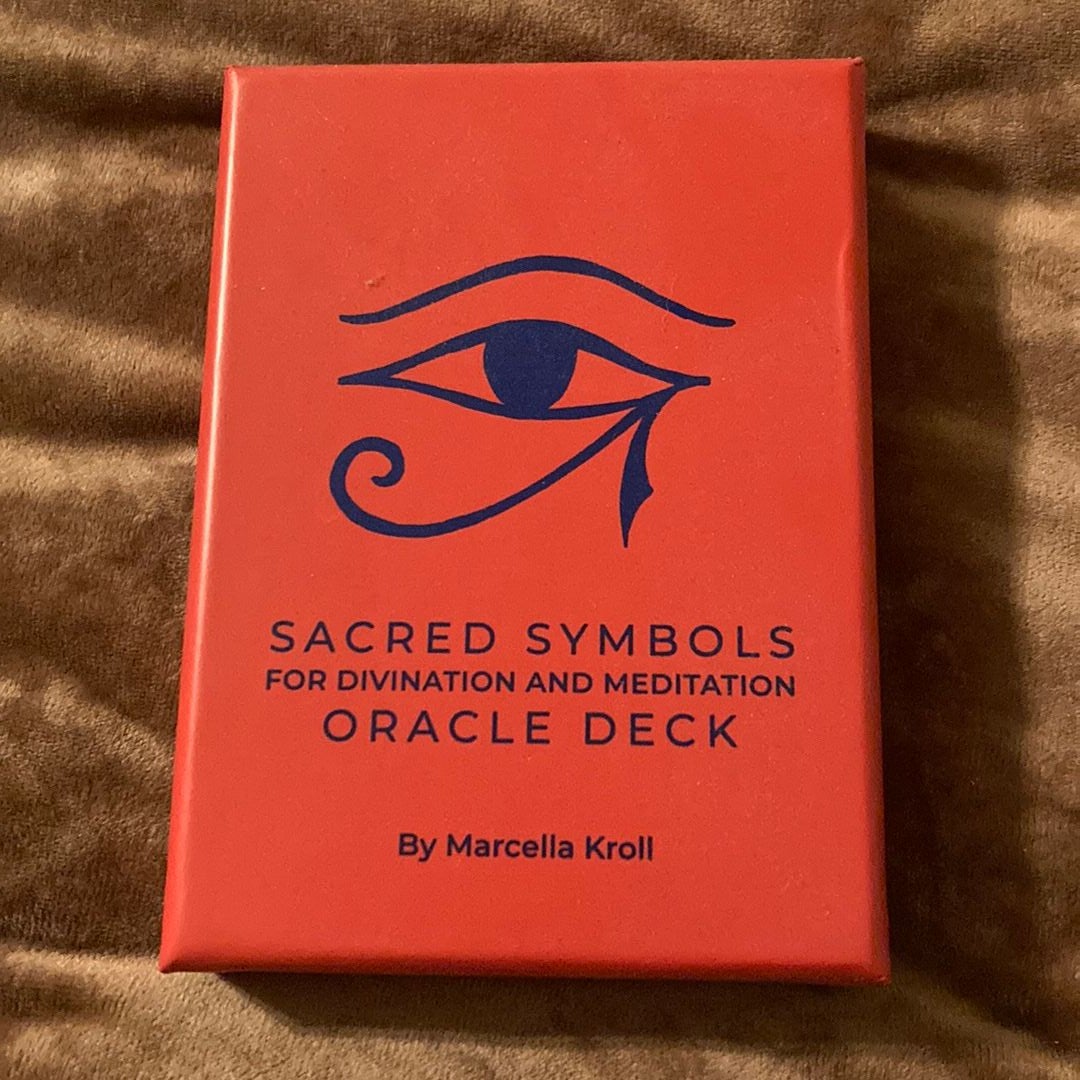 SACRED SYMBOLS
FOR DIVINATION AND MEDITATION
ORACLE DECK
By Marcella Kroll